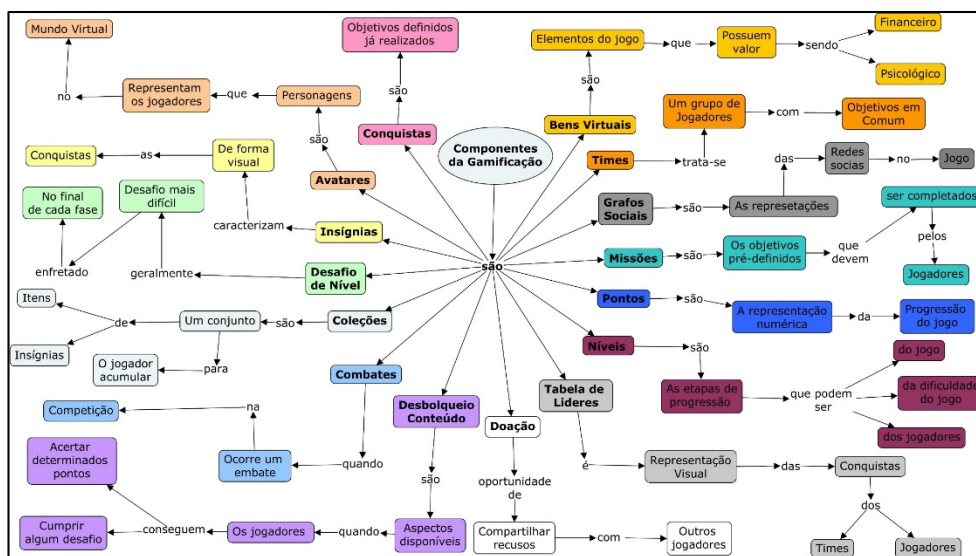 Mundo Virtual
no
Representam
os jogadores
que
Personagens
são
Avatares
Objetivos definidos
já realizados
são
Conquistas
Componentes
da Gamificação
são
Elementos do jogo
que
Possuem
valor
sendo
Financeiro
Psicológico
são
Bens Virtuais
Times
trata-se
Um grupo de
Jogadores
com
Objetivos em
Comum
Grafos
Sociais
são
As represetações
das
Redes
socias
no
Jogo
Missões
são
Os objetivos
pré-definidos
que
devem
ser completados
pelos
Jogadores
Pontos
são
A representação
numérica
da
Progressão
do jogo
Níveis
são
As etapas de
progressão
que podem
ser
do jogo
da dificuldade
do jogo
dos jogadores
Tabela de
Lideres
é
Representação
Visual
das
Conquistas
dos
Times
Jogadores
Doação
oportunidade
de
Compartilhar
recusos
com
Outros
jogadores
Desbolqueio
Conteúdo
são
Aspectos
disponíveis
quando
Os jogadores
conseguem
Acertar
determinados
pontos
Cumprir
algum desafio
Combates
quando
Ocorre um
embate
na
Competição
Coleções
são
Um conjunto
de
Itens
Insígnias
para
O jogador
acumular
Desafio
de Nível
geralmente
Desafio mais
difícil
enfretado
No final
de cada fase
Insígnias
caracterizam
De forma
visual
as
Conquistas